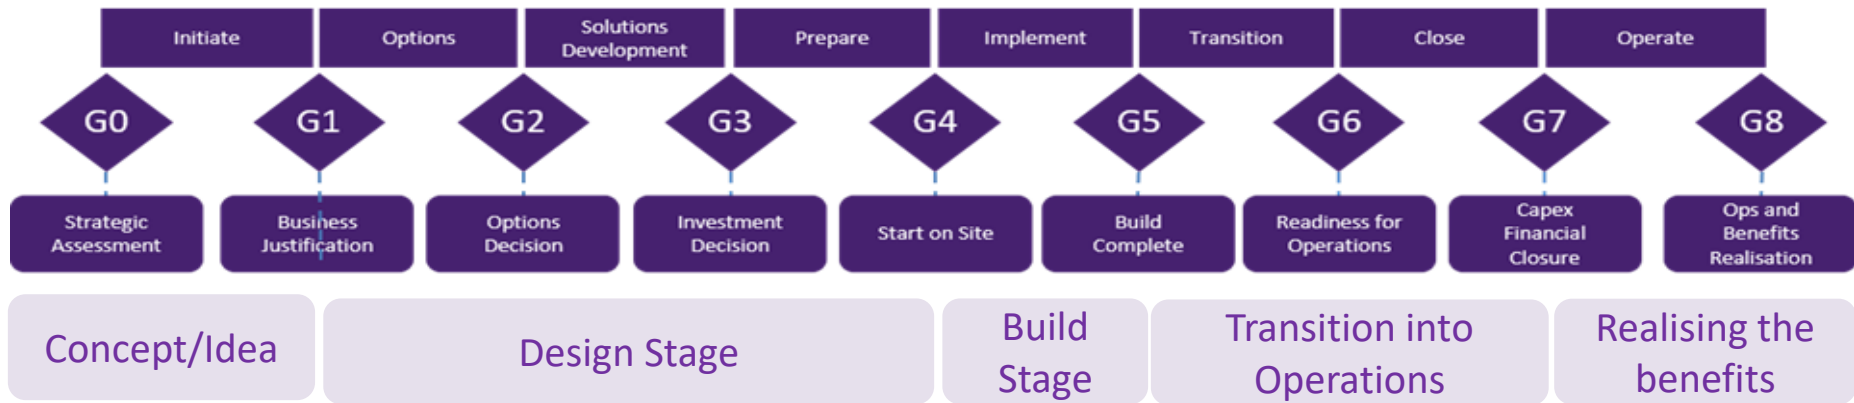 Initiate
Options
Solutions
Development
Prepare
Implement
Transition
Close
Operate
G0
G1
G2
G3
G4
G5
G6
G7
G8
Strategic
Assessment
Business
Justification
Options
Decision
Investment
Decision
Start on Site
Build
Complete
Readiness for
Operations
Capex
Financial
Closure
Ops and
Benefits
Realisation
Concept/Idea
Design Stage
Build
Stage
Transition into
Operations
Realising the
benefits